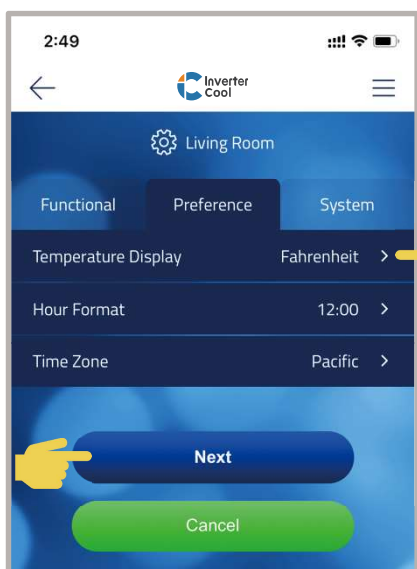 2:49
Inverter
Cool
Living Room
Functional Preference System
Temperature Display Fahrenheit >
Hour Format 12:00 >
Time Zone Pacific >
Next
Cancel